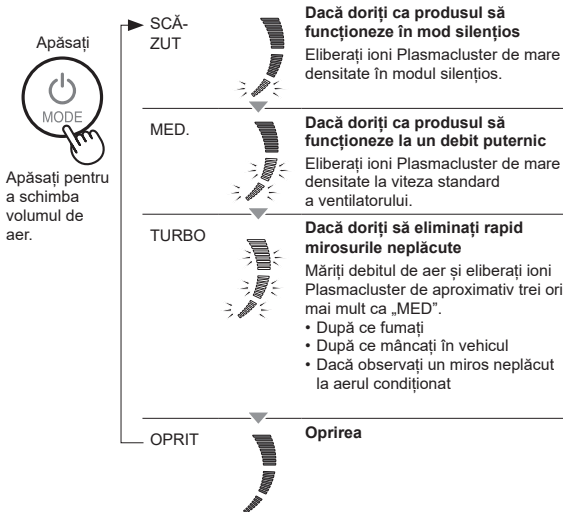 Apăsați
MODE
Apăsați pentru
a schimba
volumul de
aer.
SCĂ-
ZUT
Dacă doriți ca produsul să
funcționeze în mod silențios
Eliberați ioni Plasmacluster de mare
densitate în modul silențios.
MED.
Dacă doriți ca produsul să
funcționeze la un debit puternic
Eliberați ioni Plasmacluster de mare
densitate la viteza standard
a ventilatorului.
TURBO
Dacă doriți să eliminați rapid
mirosurile neplăcute
Măriți debitul de aer și eliberați ioni
Plasmacluster de aproximativ trei ori
mai mult ca „MED”.
• După ce fumați
• După ce mâncați în vehicul
• Dacă observați un miros neplăcut
la aerul condiționat
OPRIT
Oprirea